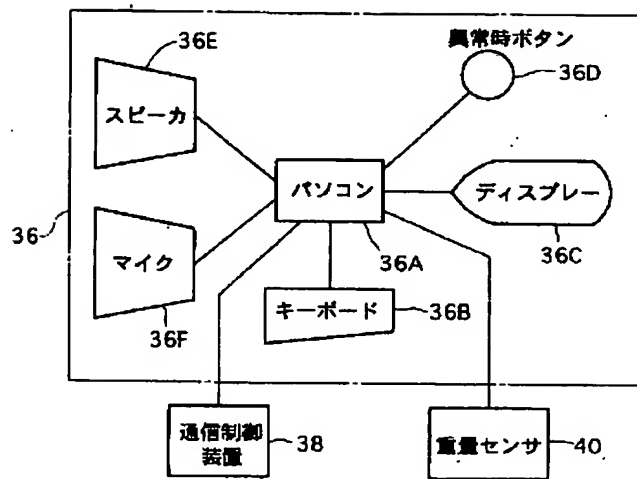 36E
異常時ボタン
36D
スピーカ
パソコン
ディスプレー
36
36A
36C
マイク
キーボード
36B
36F
通信制御
装置
38
重量センサ
40